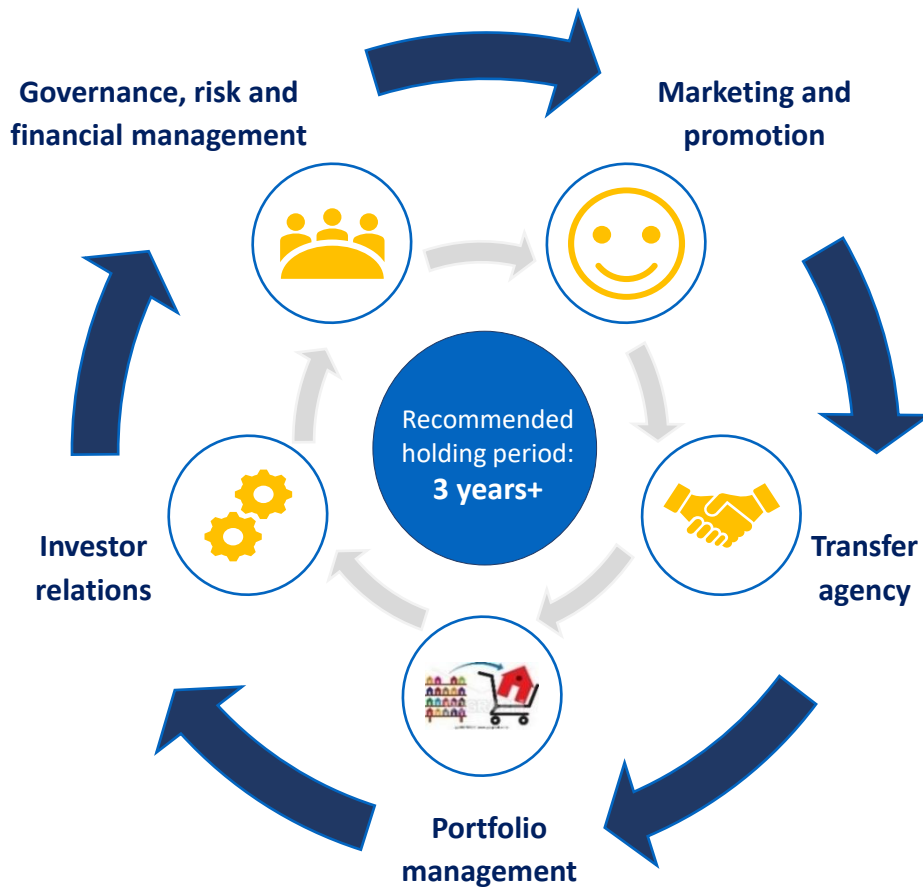 Governance, risk and
financial management
Marketing and
promotion
Recommended
holding period:
3 years+
Investor
relations
Transfer
agency
Portfolio
management